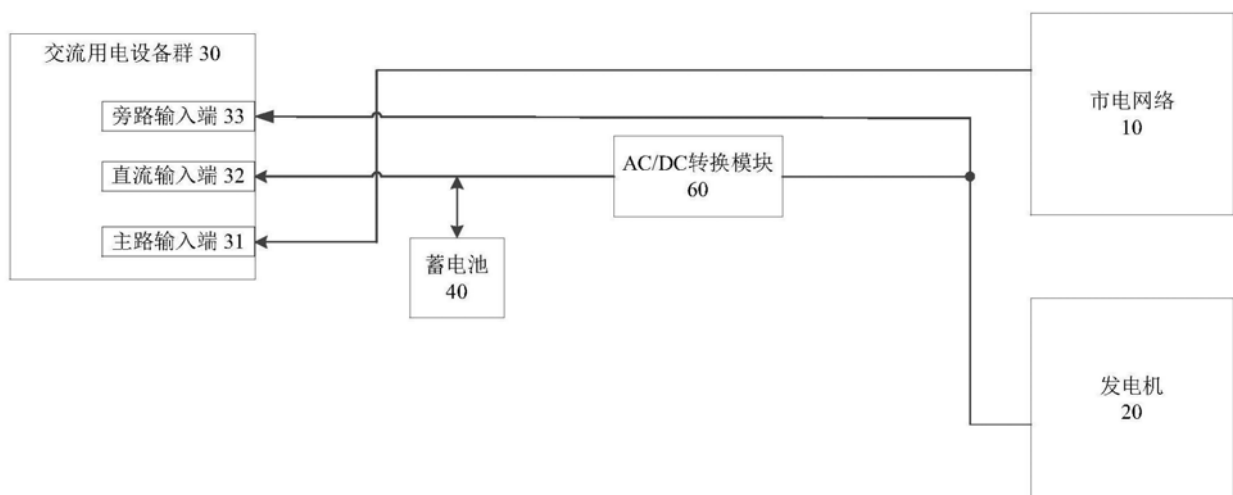 交流用电设备群 30
旁路输入端 33
直流输入端 32
主路输入端 31
蓄电池
40
AC/DC转换模块
60
市电网络
10
发电机
20